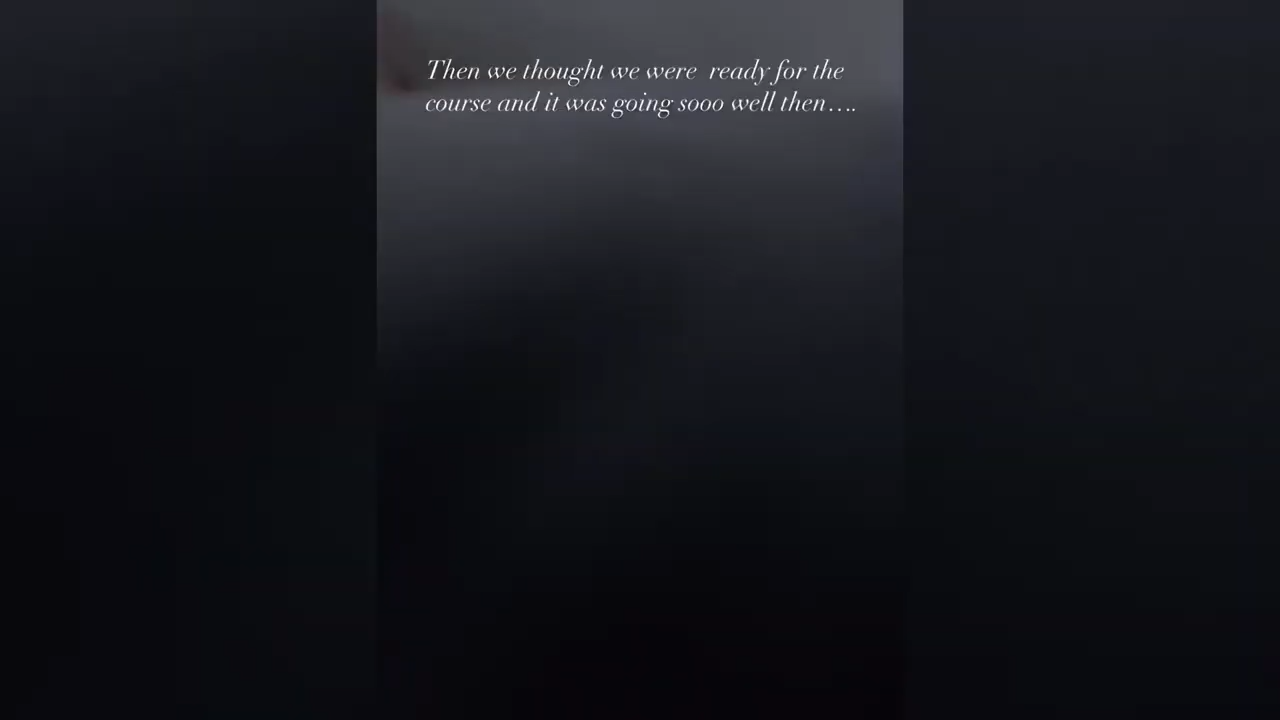 Then we thought we were  ready for the
course and it was going sooo well then....